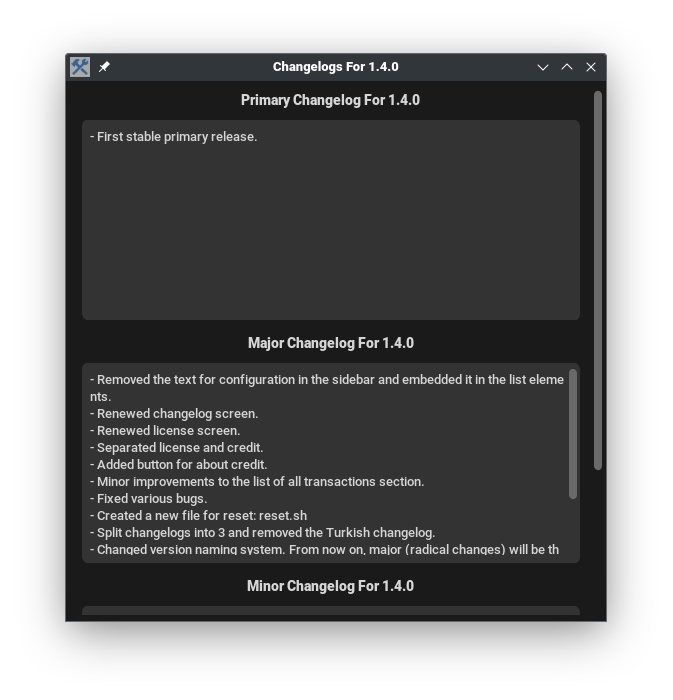 Changelogs For 1.4.0
Primary Changelog For 1.4.0
- First stable primary release.
Major Changelog For 1.4.0
- Removed the text for configuration in the sidebar and embedded it in the list eleme
nts.
- Renewed changelog screen.
- Renewed license screen.
- Separated license and credit.
- Added button for about credit.
- Minor improvements to the list of all transactions section.
- Fixed various bugs.
- Created a new file for reset: reset.sh
- Split changelogs into 3 and removed the Turkish changelog.
- Changed version naming system. From now on, major (radical changes) will be th
Minor Changelog For 1.4.0